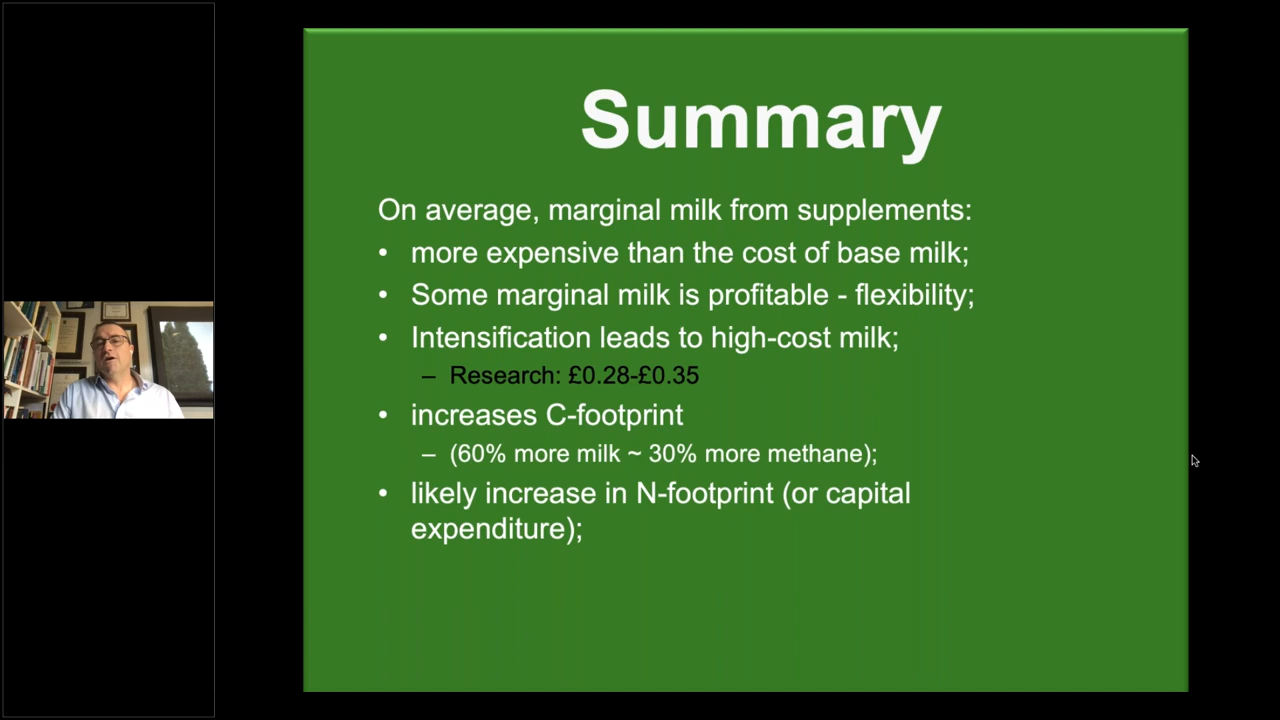 Summary
On average, marginal milk from supplements:
• more expensive than the cost of base milk;
• Some marginal milk is profitable - flexibility;
• Intensification leads to high-cost milk;
– Research: £0.28-£0.35
• increases C-footprint
– (60% more milk ~ 30% more methane);
• likely increase in N-footprint (or capital
expenditure);